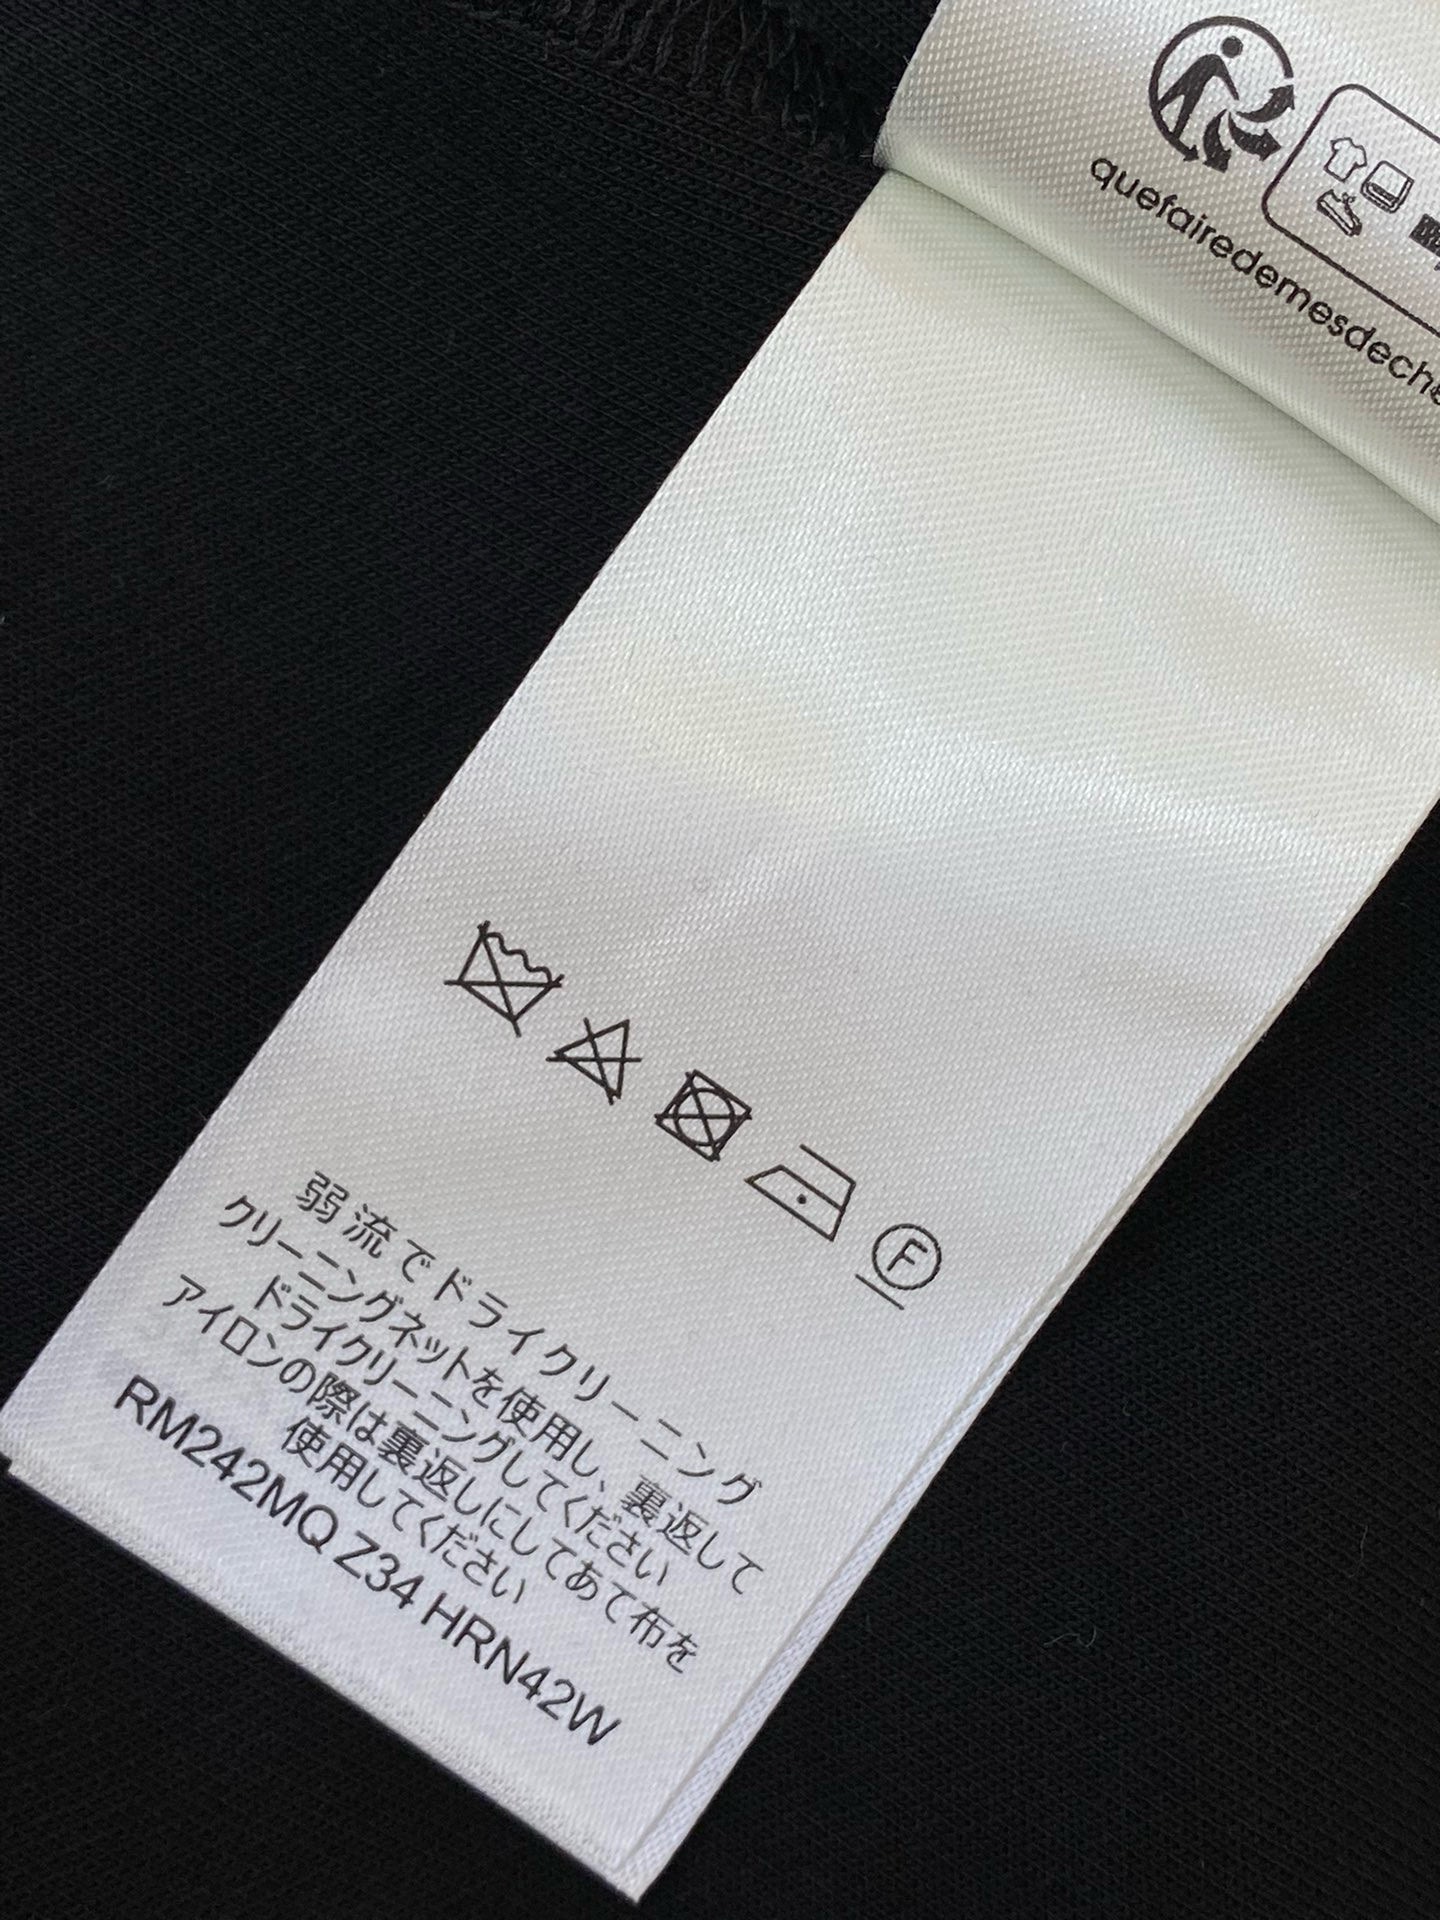 quefairedemesdeche
F
弱流でドライクリーニング
クリーニングネットを使用し、裏返して
ドライクリーニングしてください
アイロンの際は裏返しにしてあて布を
使用してください
RM242MQ Z34 HRN42W